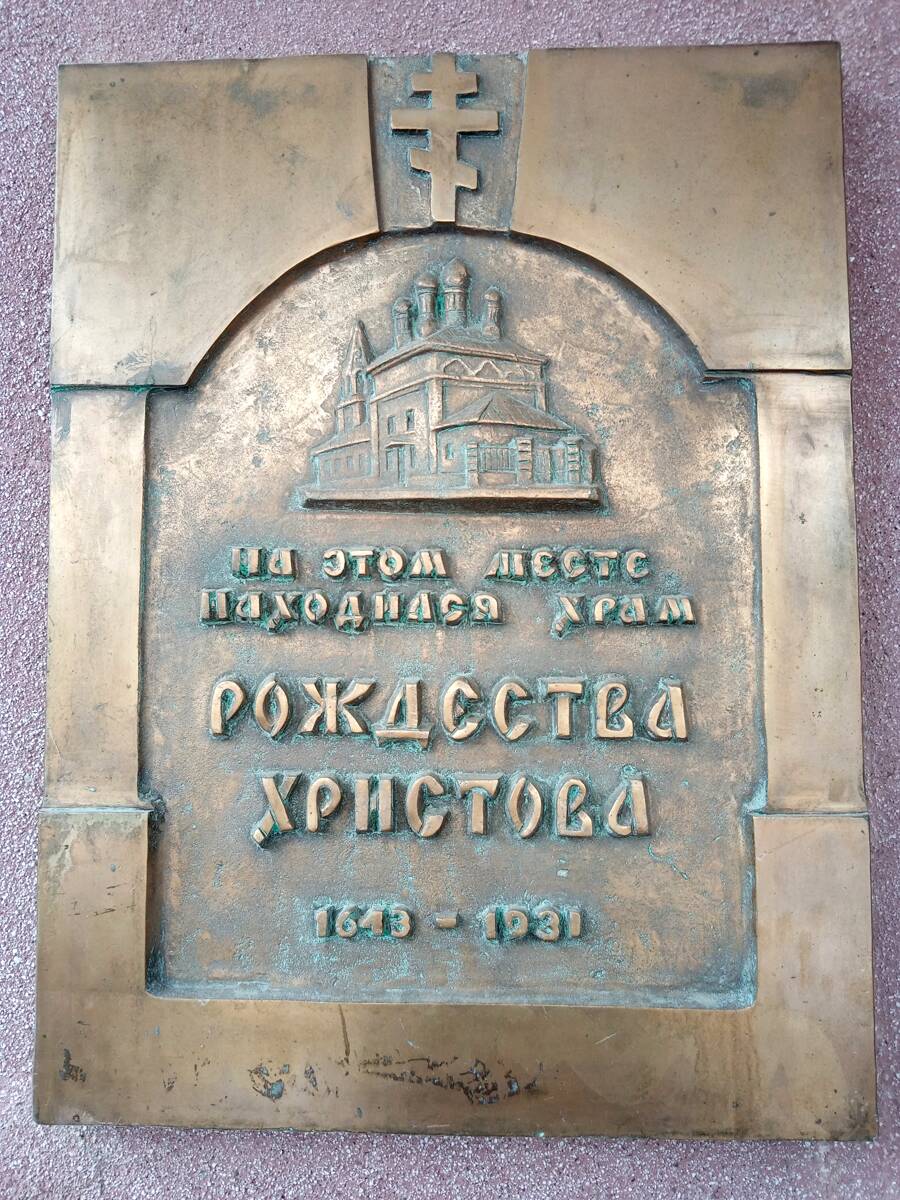 НА ЭТОМ МЕСТЕ
НАХОДИЛСЯ ХРАМ
РОЖДЕСТВА
ХРИСТОВА
1643 - 1931